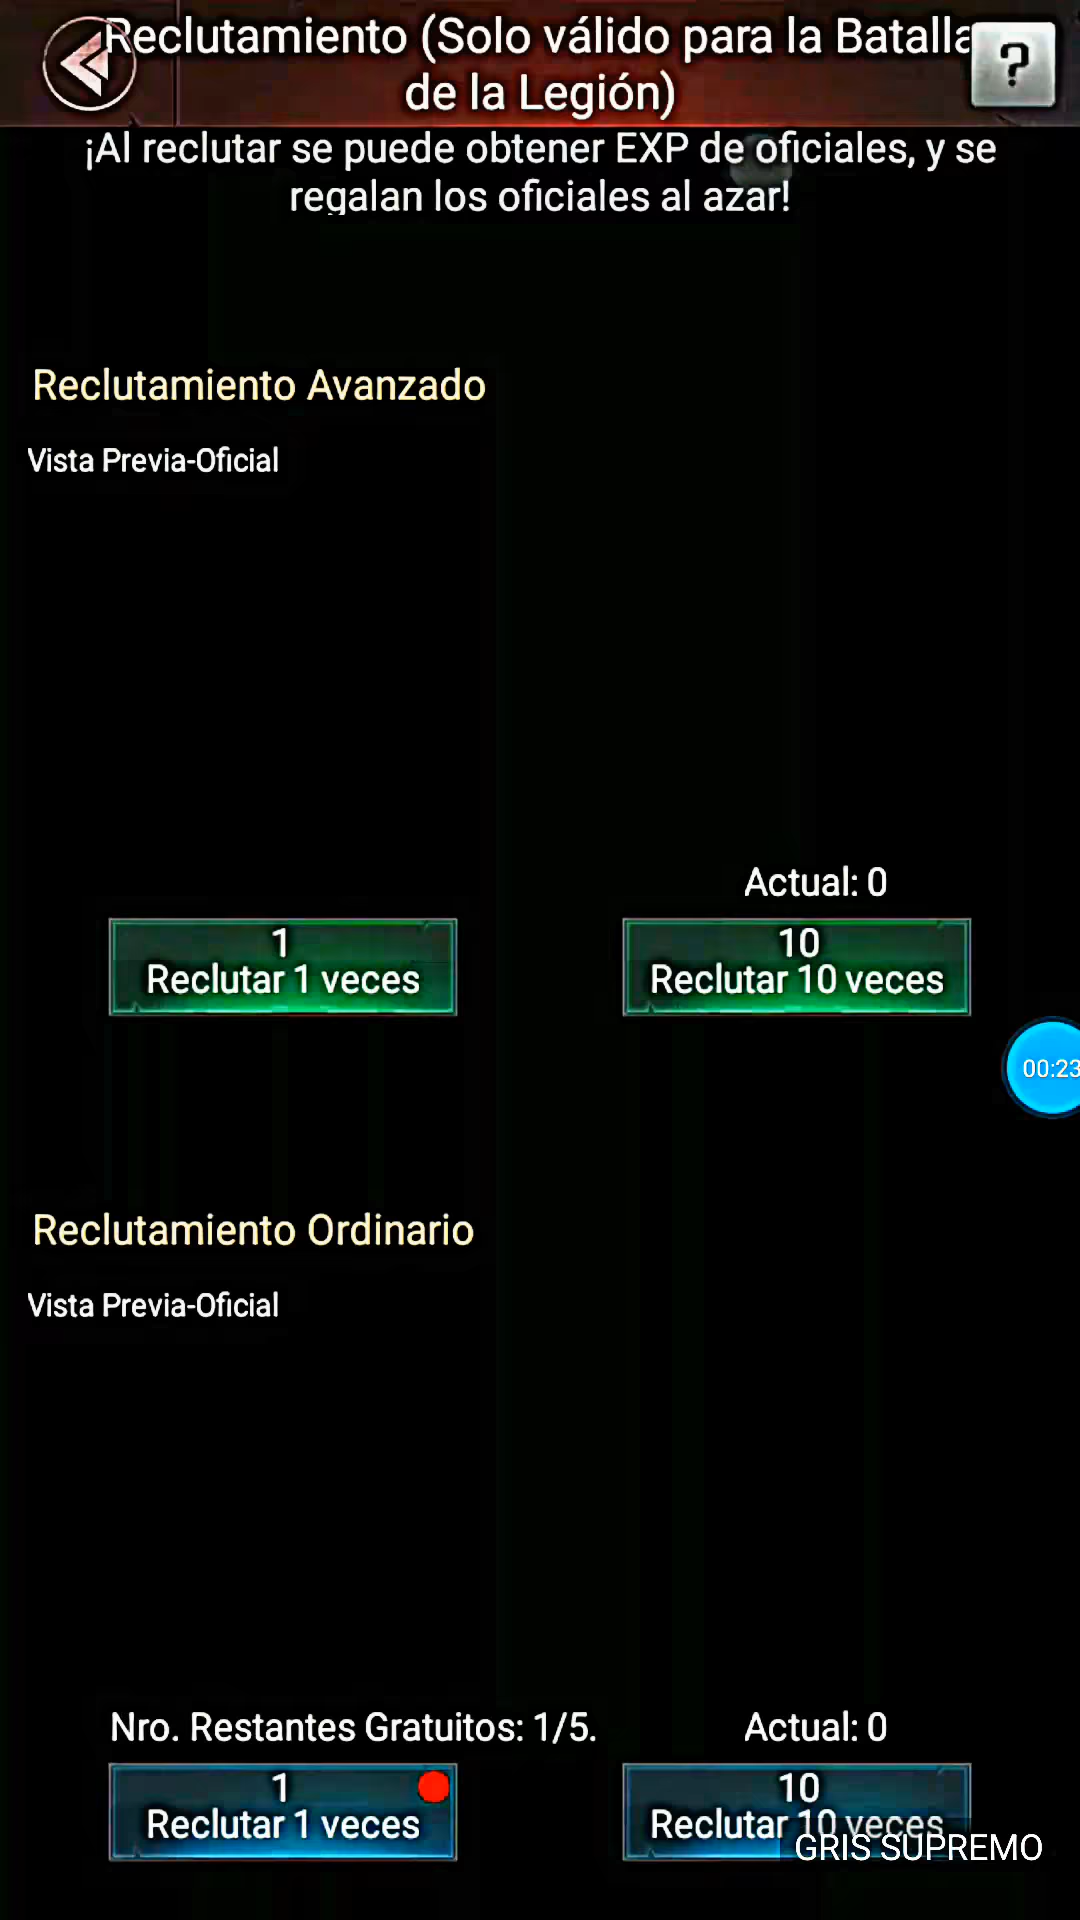 Reclutamiento (Solo válido para la Batalla
de la Legión)
?
¡Al reclutar se puede obtener EXP de oficiales, y se
regalan los oficiales al azar!
Reclutamiento Avanzado
Vista Previa-Oficial
Actual: 0
1
Reclutar 1 veces
10
Reclutar 10 veces
00:23
Reclutamiento Ordinario
Vista Previa-Oficial
Nro. Restantes Gratuitos: 1/5.
Actual: 0
1
Reclutar 1 veces
10
Reclutar 10 veces
GRIS SUPREMO